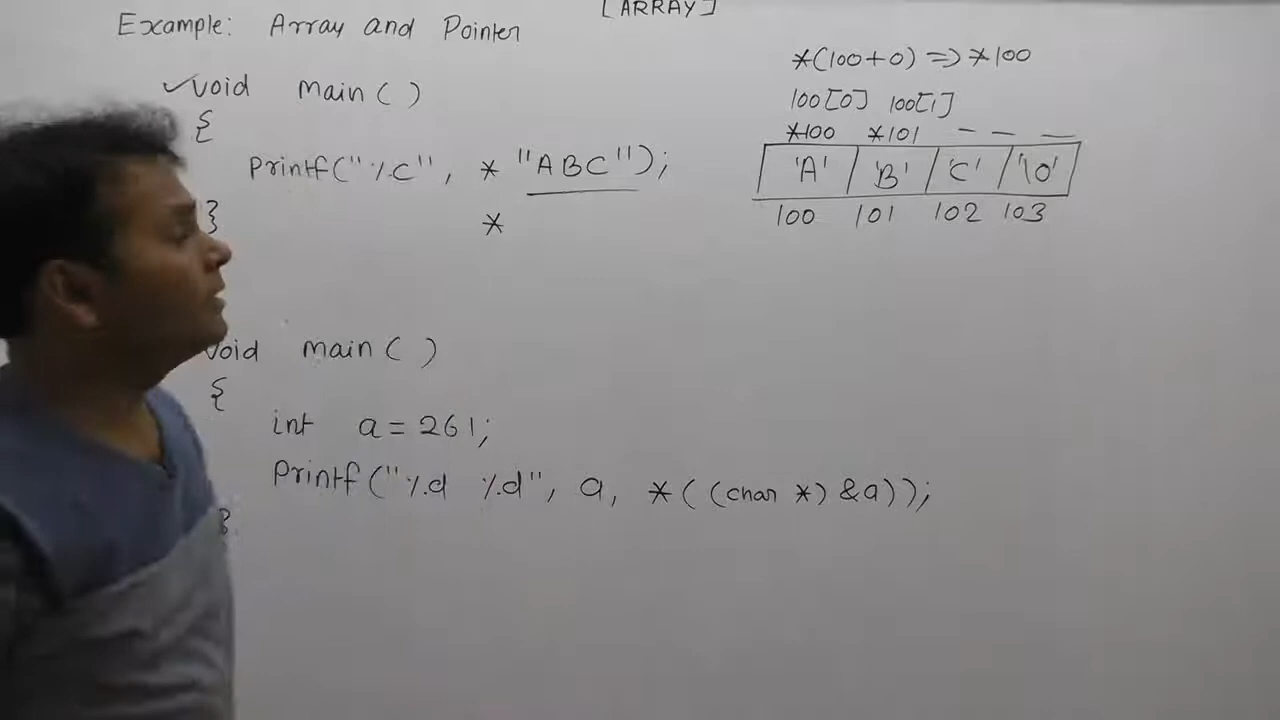 [ARRAY]
Example: Array and Pointer
✓void main( )
{
Printf("%c", * "ABC");
*
}
*(100+0) => *100
100[0] 100[1]
*100 *101 — — —
'A' 'B' 'C' '\0'
100 101 102 103
void main( )
{
int a = 261;
Printf("%d %d", a, *((char *) &a));
}